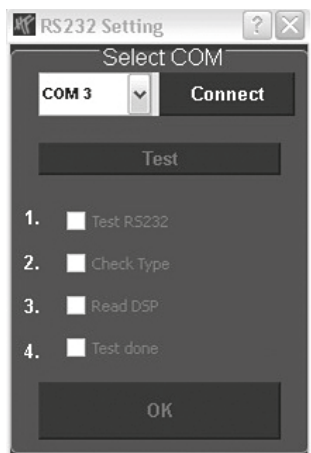 RS232 Setting
Select COM
COM 3 Connect
Test
1. Test RS232
2. Check Type
3. Read DSP
4. Test done
OK